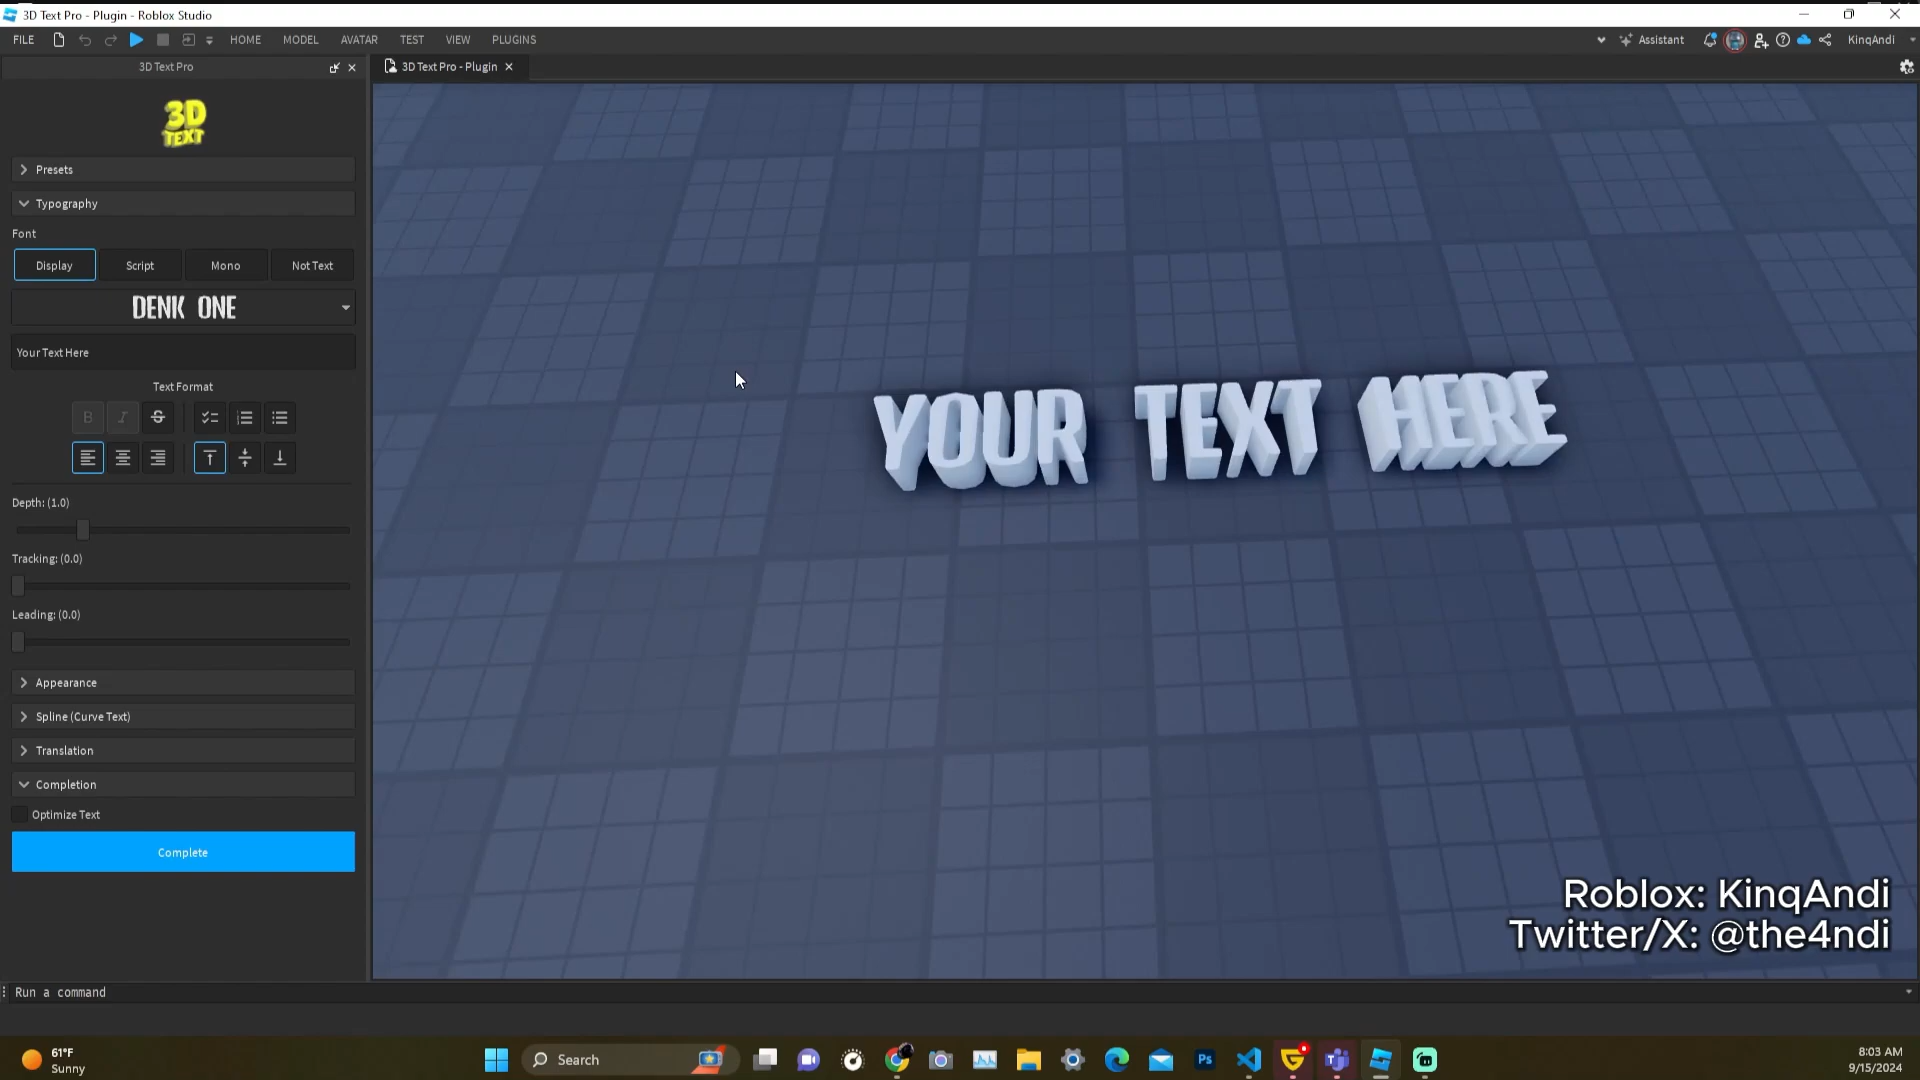 3D Text Pro - Plugin - Roblox Studio
FILE
HOME
MODEL
AVATAR
TEST
VIEW
PLUGINS
Assistant
KinqAndi
3D Text Pro
3D Text Pro - Plugin
3D
TEXT
Presets
Typography
Font
Display
Script
Mono
Not Text
DENK ONE
Your Text Here
Text Format
B
I
S
Depth: (1.0)
Tracking: (0.0)
Leading: (0.0)
Appearance
Spline (Curve Text)
Translation
Completion
Optimize Text
Complete
YOUR TEXT HERE
Roblox: KinqAndi
Twitter/X: @the4ndi
Run a command
61°F
Sunny
Search
Ps
8:03 AM
9/15/2024